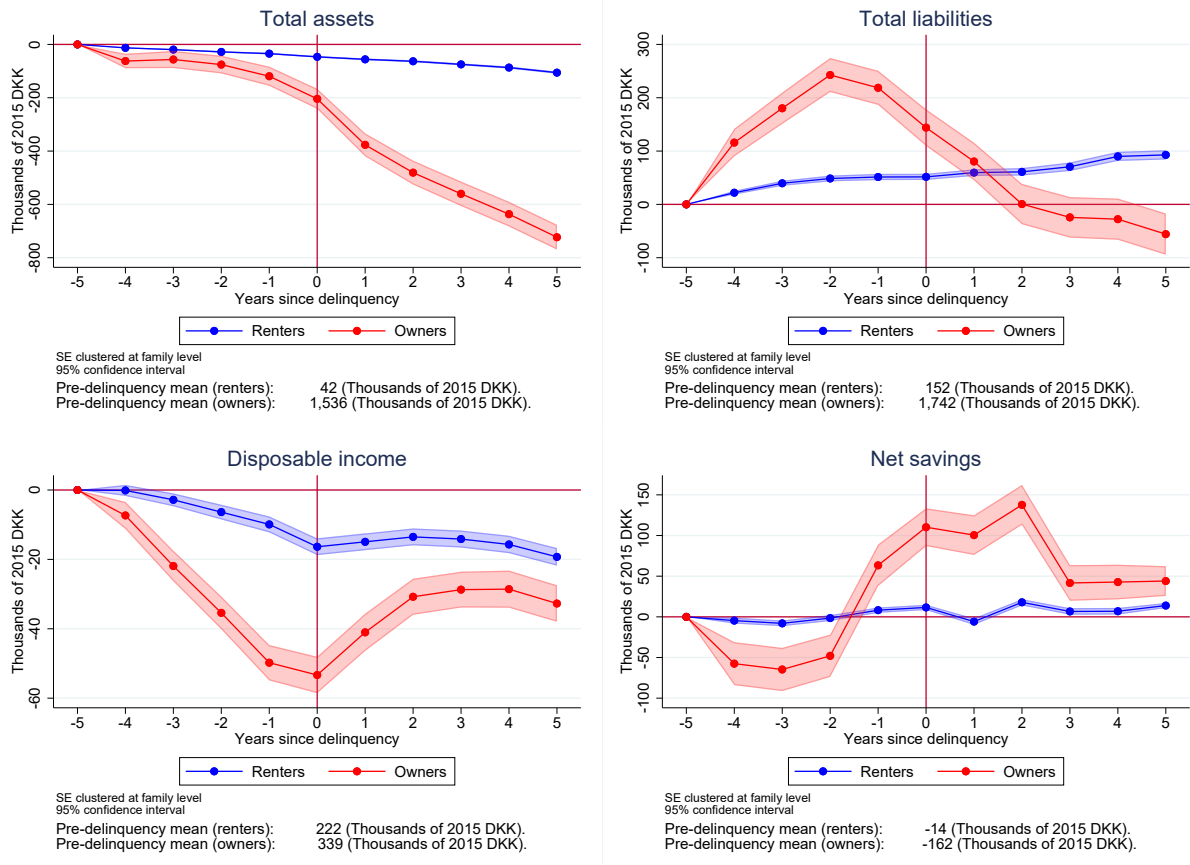 Total assets
Thousands of 2015 DKK
0
-200
-400
-600
-800
-5 -4 -3 -2 -1 0 1 2 3 4 5
Years since delinquency
Renters Owners
SE clustered at family level
95% confidence interval
Pre-delinquency mean (renters): 42 (Thousands of 2015 DKK).
Pre-delinquency mean (owners): 1,536 (Thousands of 2015 DKK).
Total liabilities
Thousands of 2015 DKK
300
200
100
0
-100
-5 -4 -3 -2 -1 0 1 2 3 4 5
Years since delinquency
Renters Owners
SE clustered at family level
95% confidence interval
Pre-delinquency mean (renters): 152 (Thousands of 2015 DKK).
Pre-delinquency mean (owners): 1,742 (Thousands of 2015 DKK).
Disposable income
Thousands of 2015 DKK
0
-20
-40
-60
-5 -4 -3 -2 -1 0 1 2 3 4 5
Years since delinquency
Renters Owners
SE clustered at family level
95% confidence interval
Pre-delinquency mean (renters): 222 (Thousands of 2015 DKK).
Pre-delinquency mean (owners): 339 (Thousands of 2015 DKK).
Net savings
Thousands of 2015 DKK
150
100
50
0
-50
-100
-5 -4 -3 -2 -1 0 1 2 3 4 5
Years since delinquency
Renters Owners
SE clustered at family level
95% confidence interval
Pre-delinquency mean (renters): -14 (Thousands of 2015 DKK).
Pre-delinquency mean (owners): -162 (Thousands of 2015 DKK).